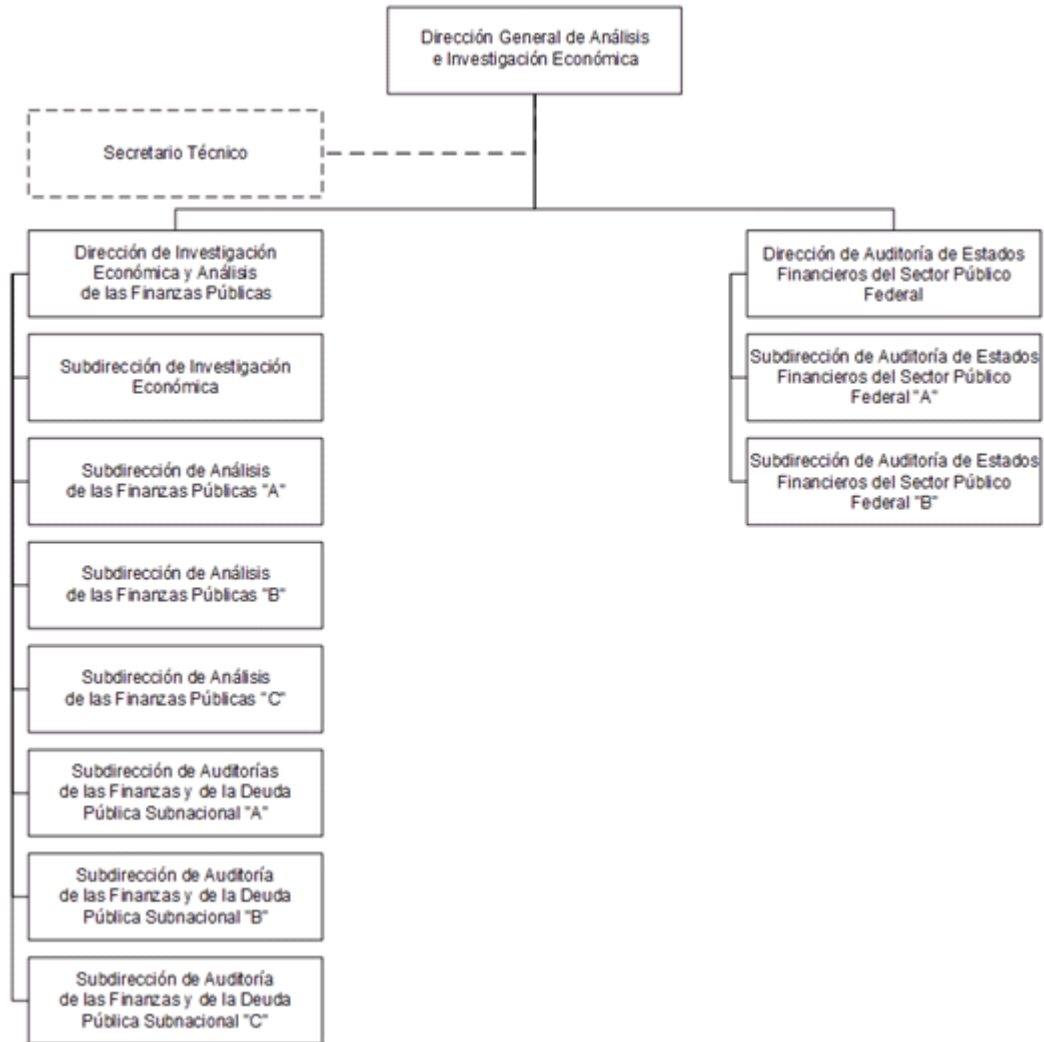 Dirección General de Análisis
e Investigación Económica
Secretario Técnico
Dirección de Investigación
Económica y Análisis
de las Finanzas Públicas
Subdirección de Investigación
Económica
Subdirección de Análisis
de las Finanzas Públicas "A"
Subdirección de Análisis
de las Finanzas Públicas "B"
Subdirección de Análisis
de las Finanzas Públicas "C"
Subdirección de Auditorías
de las Finanzas y de la Deuda
Pública Subnacional "A"
Subdirección de Auditoría
de las Finanzas y de la Deuda
Pública Subnacional "B"
Subdirección de Auditoría
de las Finanzas y de la Deuda
Pública Subnacional "C"
Dirección de Auditoría de Estados
Financieros del Sector Público
Federal
Subdirección de Auditoría de Estados
Financieros del Sector Público
Federal "A"
Subdirección de Auditoría de Estados
Financieros del Sector Público
Federal "B"